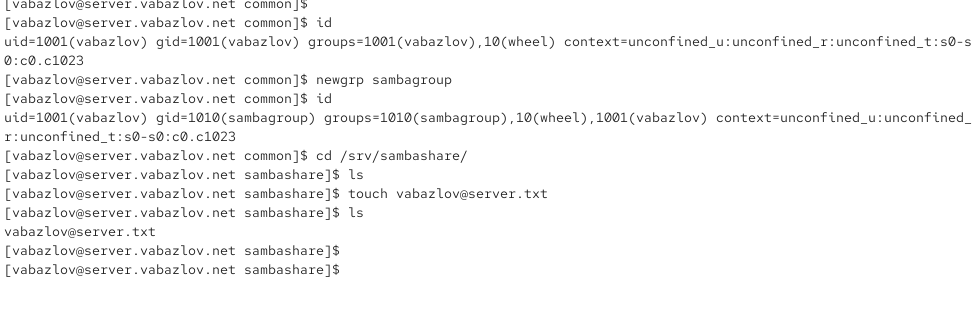 [vabazlov@server.vabazlov.net common]$
[vabazlov@server.vabazlov.net common]$ id
uid=1001(vabazlov) gid=1001(vabazlov) groups=1001(vabazlov),10(wheel) context=unconfined_u:unconfined_r:unconfined_t:s0-s
0:c0.c1023
[vabazlov@server.vabazlov.net common]$ newgrp sambagroup
[vabazlov@server.vabazlov.net common]$ id
uid=1001(vabazlov) gid=1010(sambagroup) groups=1010(sambagroup),10(wheel),1001(vabazlov) context=unconfined_u:unconfined_
r:unconfined_t:s0-s0:c0.c1023
[vabazlov@server.vabazlov.net common]$ cd /srv/sambashare/
[vabazlov@server.vabazlov.net sambashare]$ ls
[vabazlov@server.vabazlov.net sambashare]$ touch vabazlov@server.txt
[vabazlov@server.vabazlov.net sambashare]$ ls
vabazlov@server.txt
[vabazlov@server.vabazlov.net sambashare]$
[vabazlov@server.vabazlov.net sambashare]$